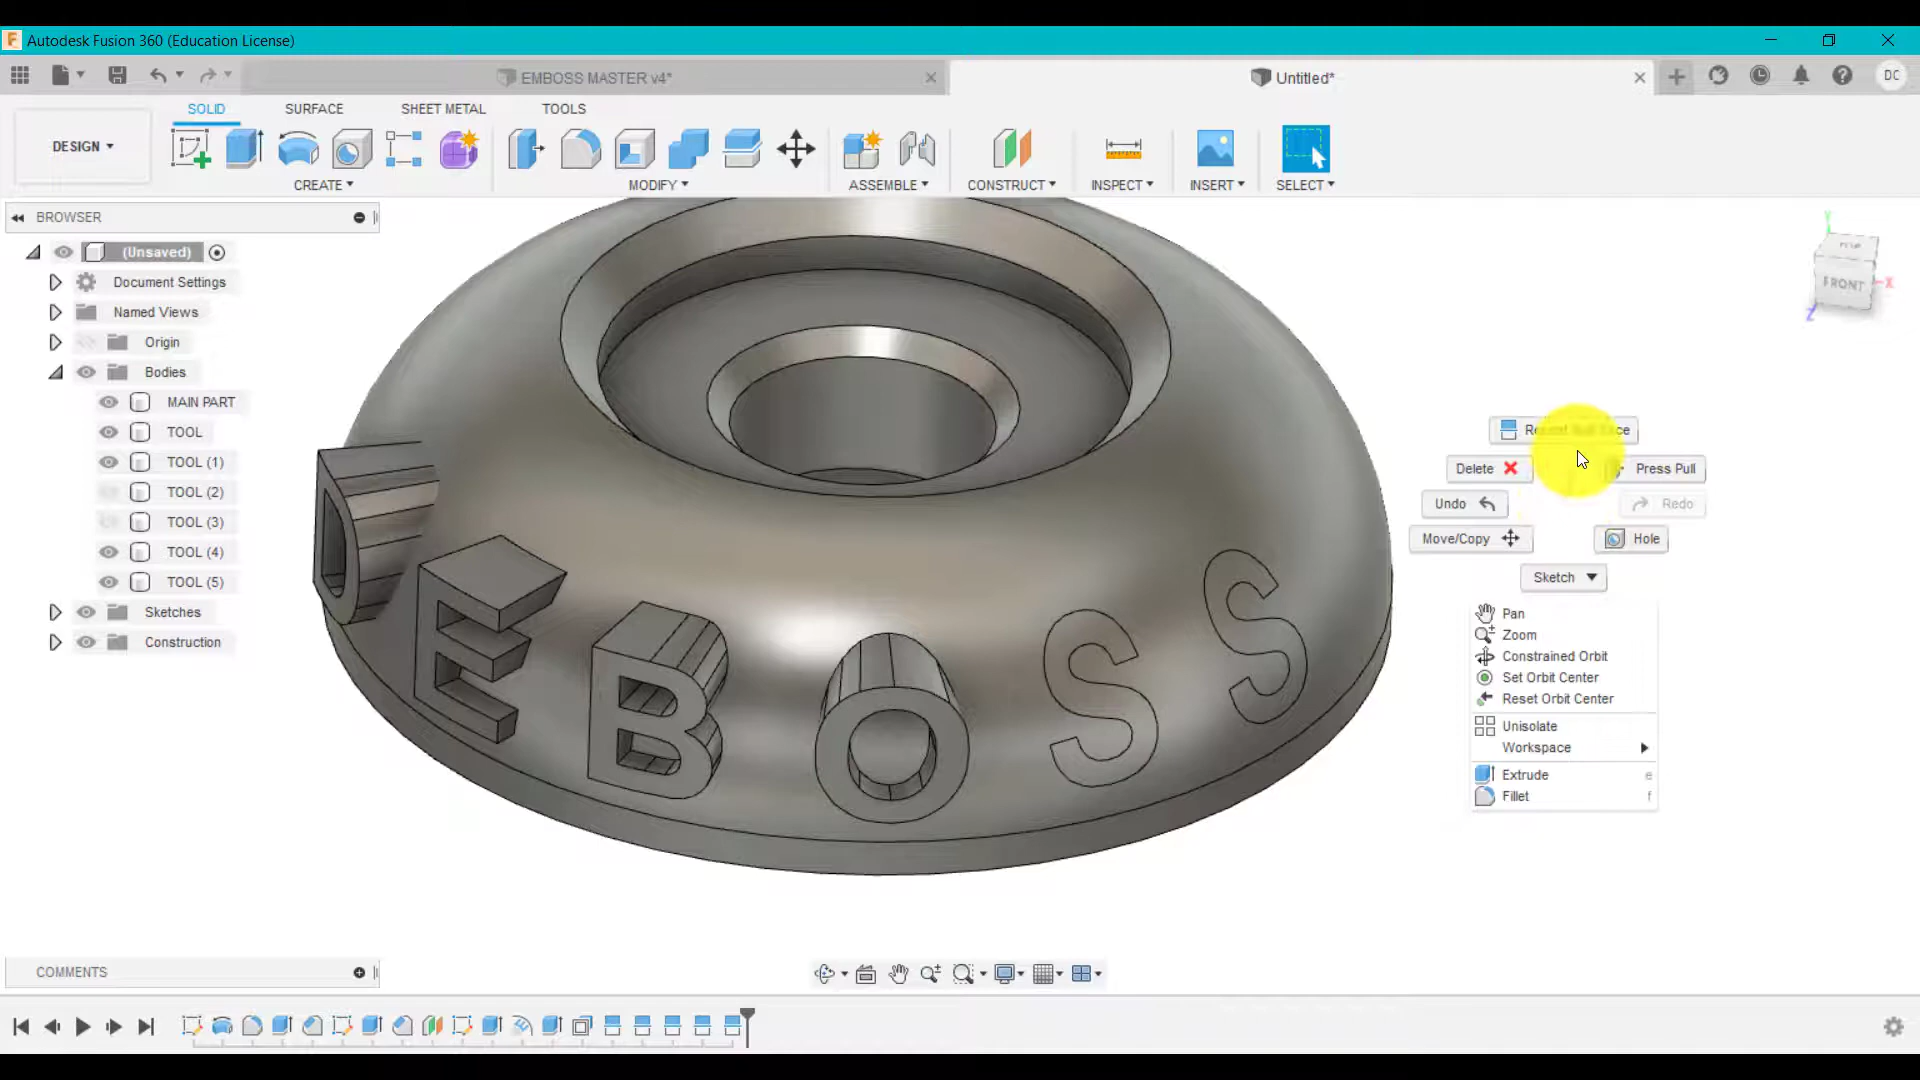 Autodesk Fusion 360 (Education License)
EMBOSS MASTER v4*
Untitled*
DC
SOLID
SURFACE
SHEET METAL
TOOLS
DESIGN
CREATE
MODIFY
ASSEMBLE
CONSTRUCT
INSPECT
INSERT
SELECT
BROWSER
(Unsaved)
Document Settings
Named Views
Origin
Bodies
MAIN PART
TOOL
TOOL (1)
TOOL (2)
TOOL (3)
TOOL (4)
TOOL (5)
Sketches
Construction
DEBOSS
Y
TOP
FRONT
X
Z
Delete
Press Pull
Undo
Redo
Move/Copy
Hole
Sketch
Pan
Zoom
Constrained Orbit
Set Orbit Center
Reset Orbit Center
Unisolate
Workspace
Extrude e
Fillet f
COMMENTS